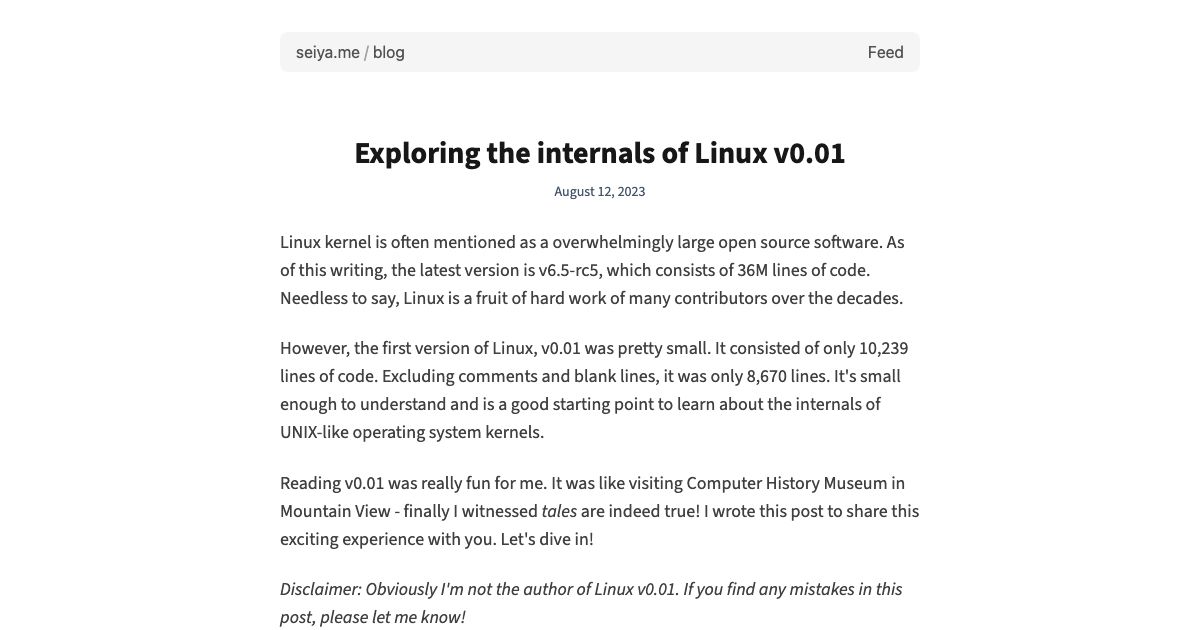 seiya.me / blog
Feed
Exploring the internals of Linux v0.01
August 12, 2023
Linux kernel is often mentioned as a overwhelmingly large open source software. As
of this writing, the latest version is v6.5-rc5, which consists of 36M lines of code.
Needless to say, Linux is a fruit of hard work of many contributors over the decades.
However, the first version of Linux, v0.01 was pretty small. It consisted of only 10,239
lines of code. Excluding comments and blank lines, it was only 8,670 lines. It's small
enough to understand and is a good starting point to learn about the internals of
UNIX-like operating system kernels.
Reading v0.01 was really fun for me. It was like visiting Computer History Museum in
Mountain View - finally I witnessed tales are indeed true! I wrote this post to share this
exciting experience with you. Let's dive in!
Disclaimer: Obviously I'm not the author of Linux v0.01. If you find any mistakes in this
post, please let me know!